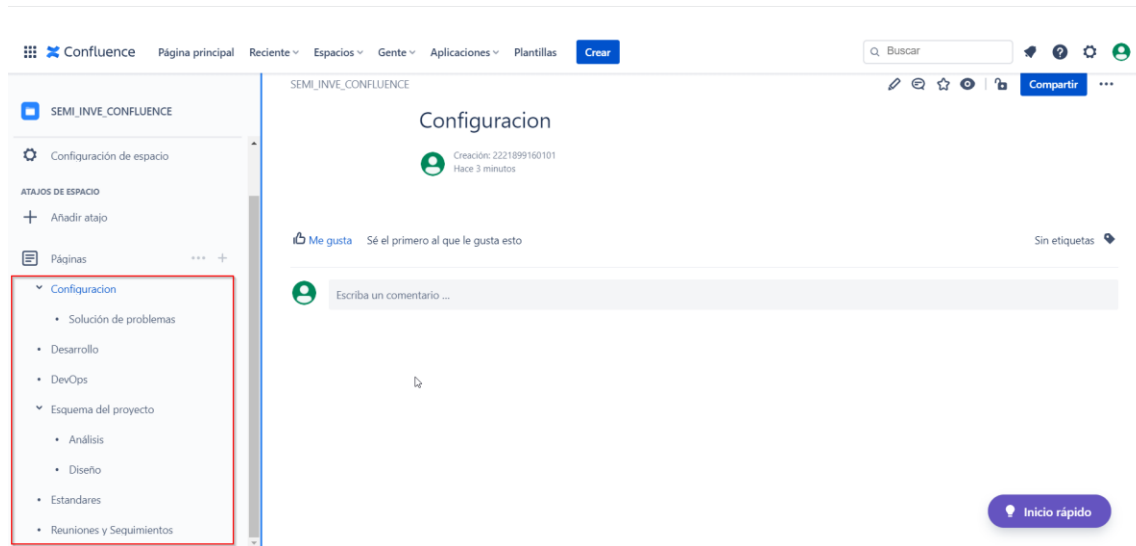 Confluence Página principal Reciente Espacios Gente Aplicaciones Plantillas Crear Buscar
SEMI_INVE_CONFLUENCE
Configuración de espacio
ATAJOS DE ESPACIO
Añadir atajo
Páginas
Configuracion
Solución de problemas
Desarrollo
DevOps
Esquema del proyecto
Análisis
Diseño
Estandares
Reuniones y Seguimientos
SEMI_INVE_CONFLUENCE
Compartir
Configuracion
Creación: 2221899160101
Hace 3 minutos
Me gusta Sé el primero al que le gusta esto
Sin etiquetas
Escriba un comentario ...
Inicio rápido